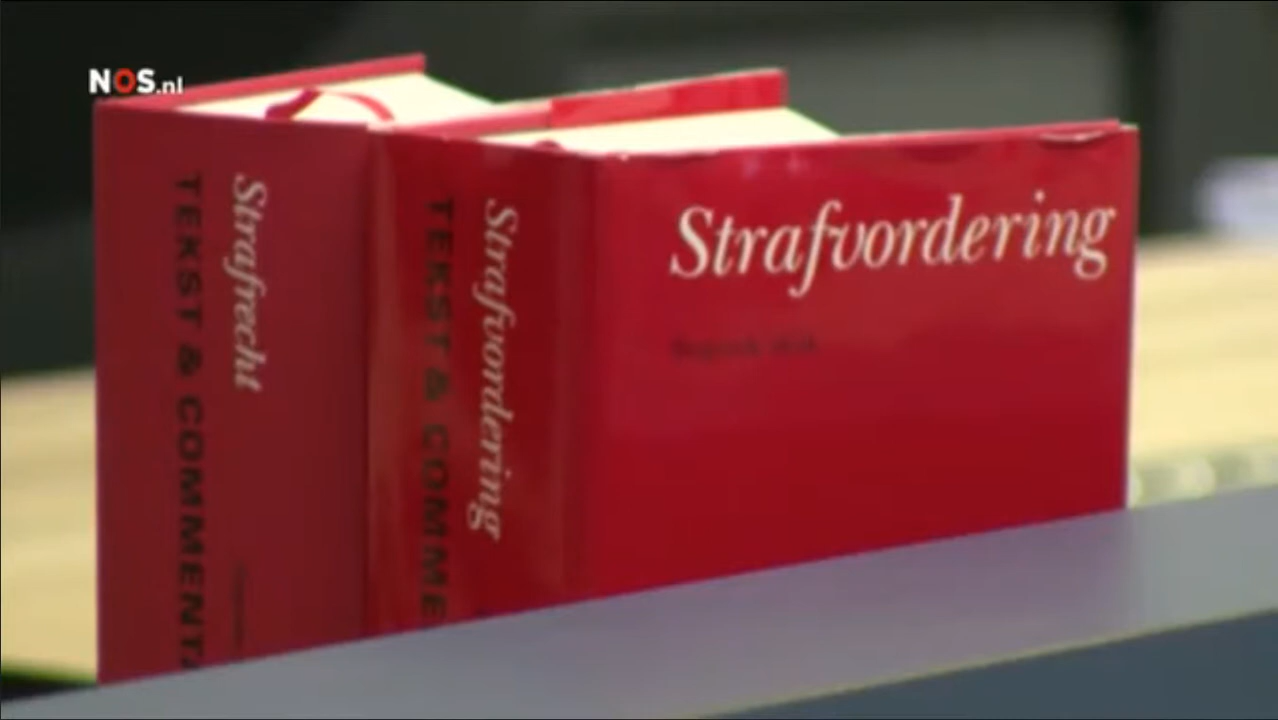 NOS.nl
Strafrecht
TEKST & COMMENTA
Strafvordering
TEKST & COMME
Strafvordering